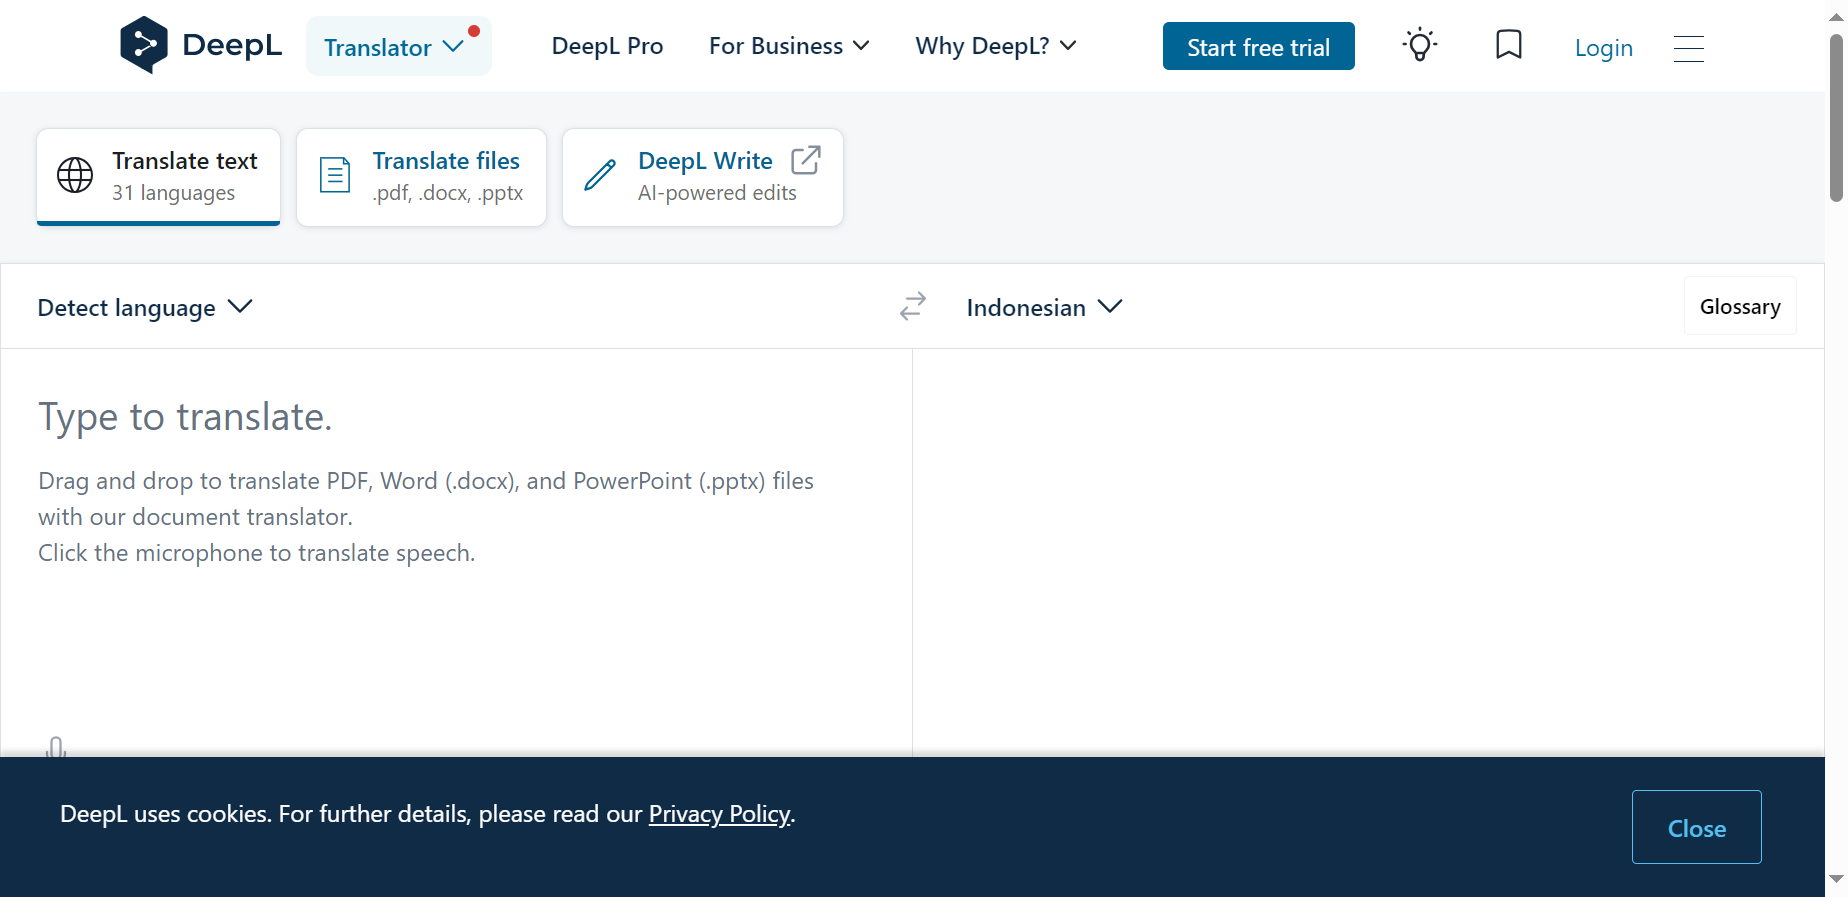 DeepL
Translator
DeepL Pro
For Business
Why DeepL?
Start free trial
Login
Translate text
31 languages
Translate files
.pdf, .docx, .pptx
DeepL Write
AI-powered edits
Detect language
Indonesian
Glossary
Type to translate.
Drag and drop to translate PDF, Word (.docx), and PowerPoint (.pptx) files
with our document translator.
Click the microphone to translate speech.
DeepL uses cookies. For further details, please read our Privacy Policy.
Close